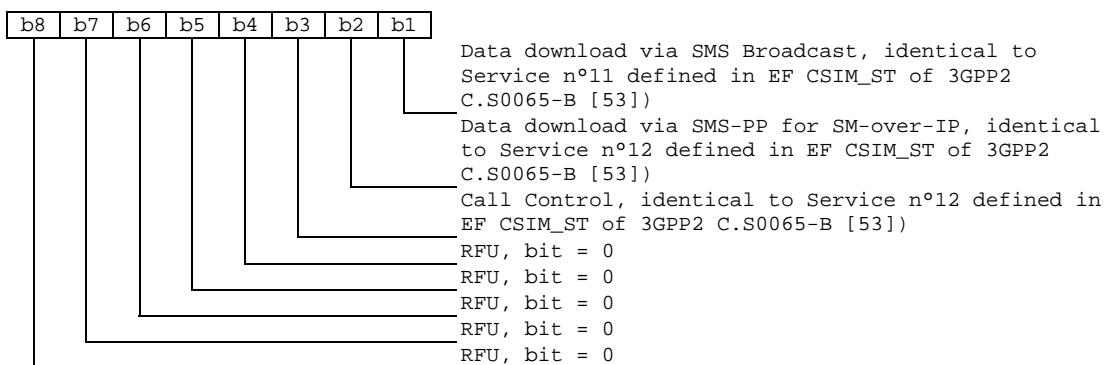 b8 b7 b6 b5 b4 b3 b2 b1
Data download via SMS Broadcast, identical to
Service n°11 defined in EF CSIM_ST of 3GPP2
C.S0065-B [53])
Data download via SMS-PP for SM-over-IP, identical
to Service n°12 defined in EF CSIM_ST of 3GPP2
C.S0065-B [53])
Call Control, identical to Service n°12 defined in
EF CSIM_ST of 3GPP2 C.S0065-B [53])
RFU, bit = 0
RFU, bit = 0
RFU, bit = 0
RFU, bit = 0
RFU, bit = 0